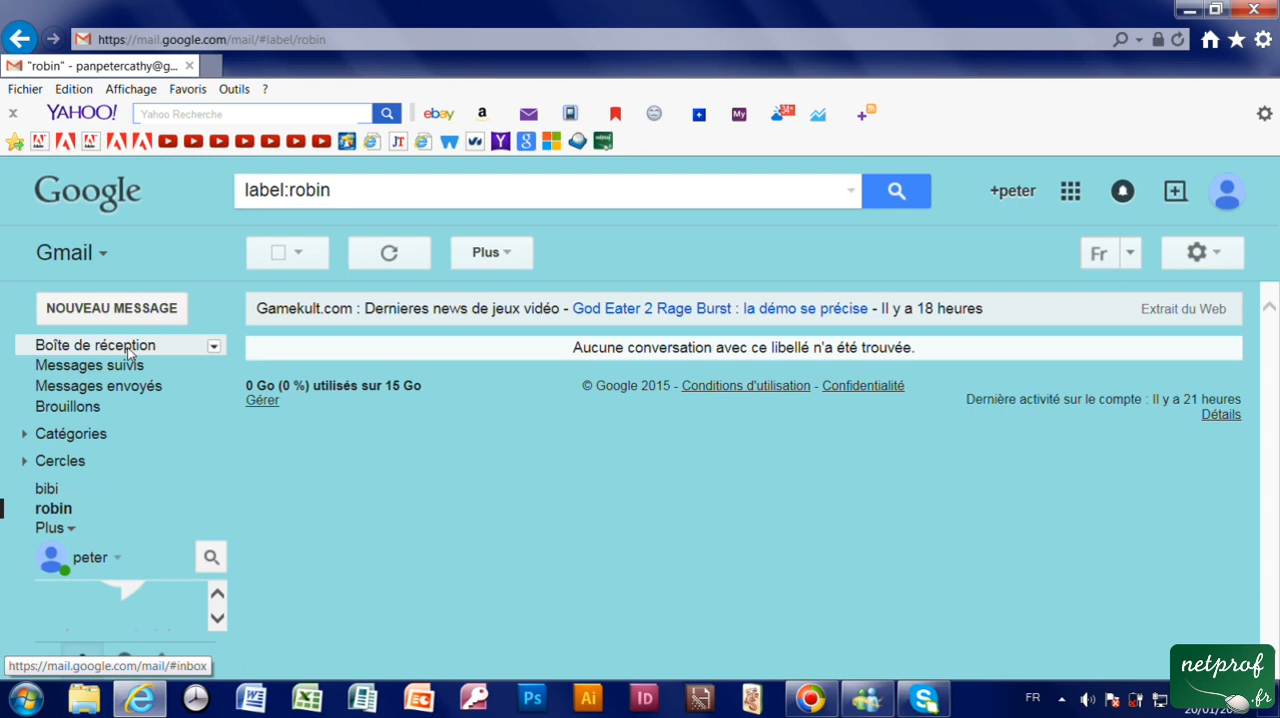 https://mail.google.com/mail/#label/robin
"robin" - panpetercathy@g...
Fichier Edition Affichage Favoris Outils ?
x YAHOO! Yahoo Recherche ebay a My
JT
Google label:robin +peter
Gmail Plus Fr
NOUVEAU MESSAGE
Gamekult.com : Dernieres news de jeux vidéo - God Eater 2 Rage Burst : la démo se précise - Il y a 18 heures Extrait du Web
Boîte de réception
Aucune conversation avec ce libellé n'a été trouvée.
Messages suivis
Messages envoyés
Brouillons
0 Go (0 %) utilisés sur 15 Go
Gérer
© Google 2015 - Conditions d'utilisation - Confidentialité
Dernière activité sur le compte : Il y a 21 heures
Détails
Catégories
Cercles
bibi
robin
Plus
peter
https://mail.google.com/mail/#inbox
netprof.fr
Ps Ai ID FR